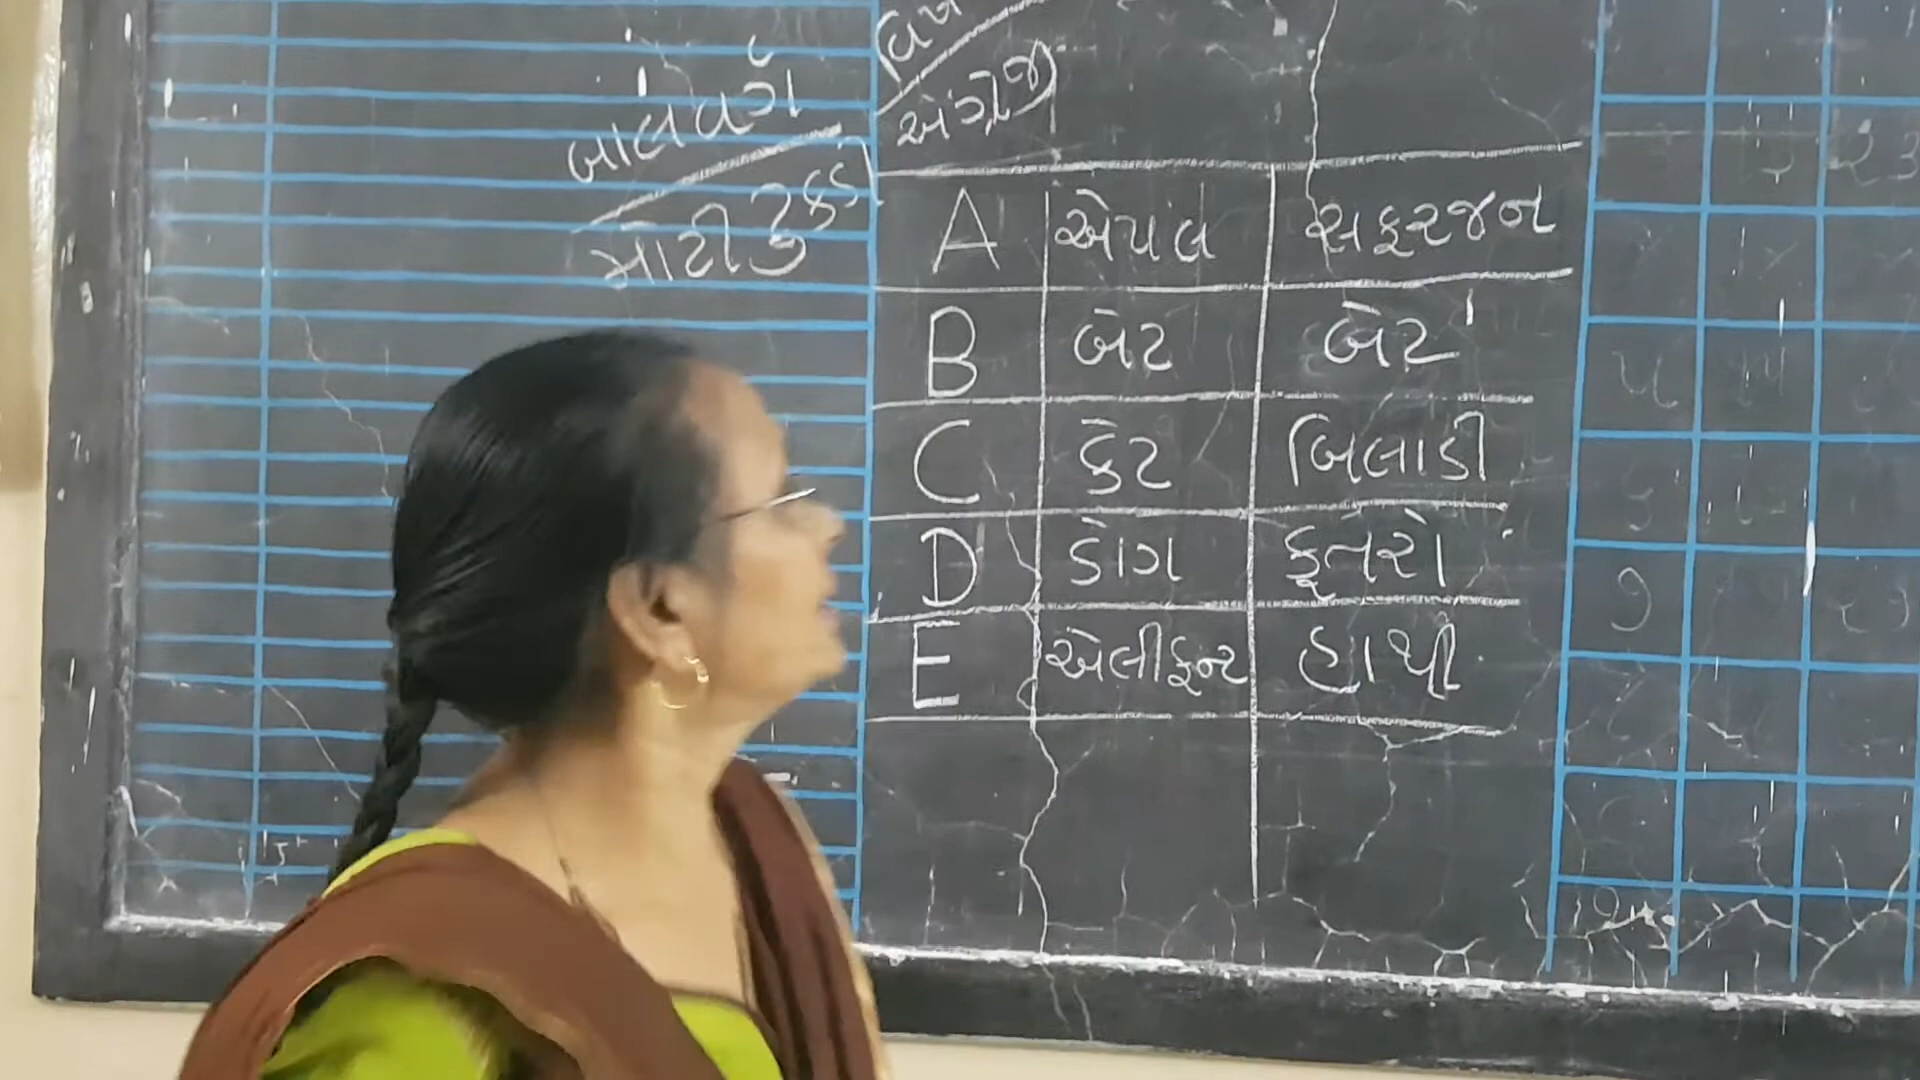 બાલવર્ગ
મોટી ટુકડી
અંગ્રેજી
A એપલ સફરજન
B બેટ બેટ
C કેટ બિલાડી
D ડોગ કૂતરો
E એલીફન્ટ હાથી